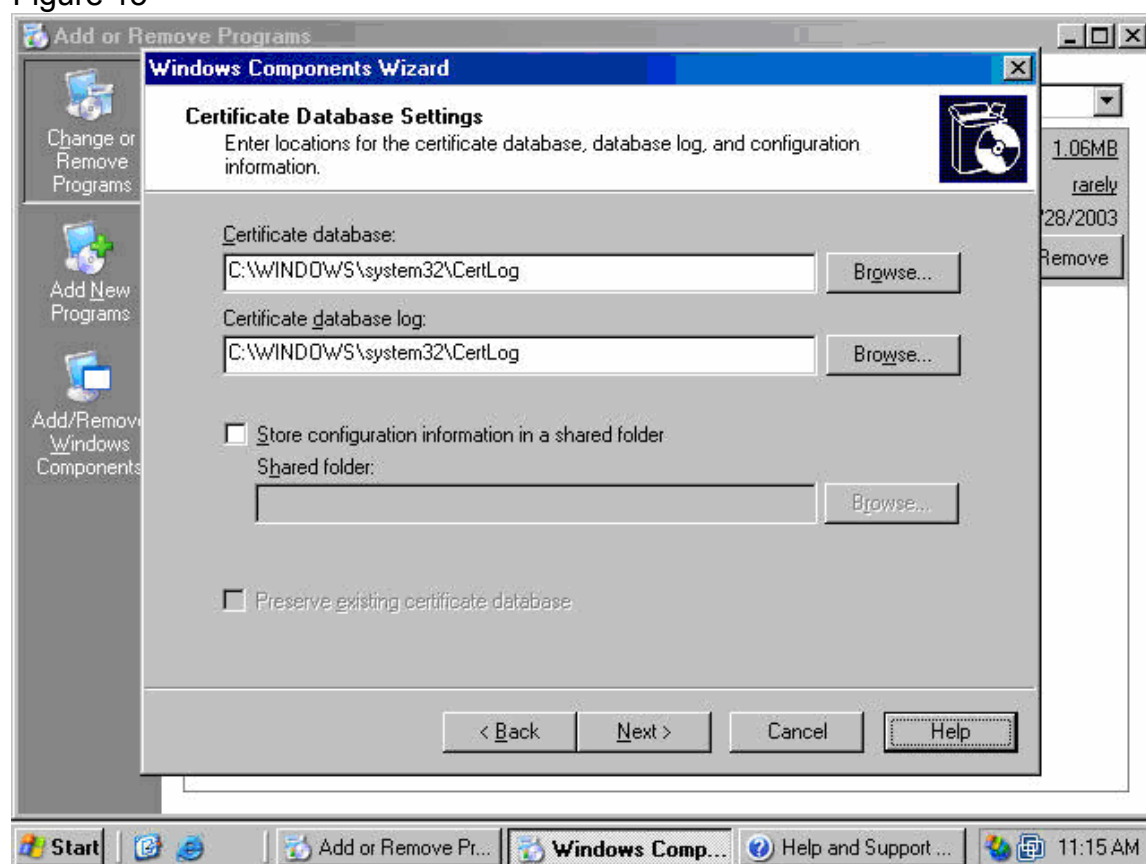 Add or Remove Programs
Windows Components Wizard
Certificate Database Settings
Enter locations for the certificate database, database log, and configuration
information.
Change or
Remove
Programs
1.06MB
rarely
/28/2003
Remove
Add New
Programs
Certificate database:
C:\WINDOWS\system32\CertLog
Browse...
Certificate database log:
C:\WINDOWS\system32\CertLog
Browse...
Add/Remove
Windows
Components
Store configuration information in a shared folder
Shared folder:
Browse...
Preserve existing certificate database
< Back
Next >
Cancel
Help
Start
Add or Remove Pr...
Windows Comp...
Help and Support ...
11:15 AM